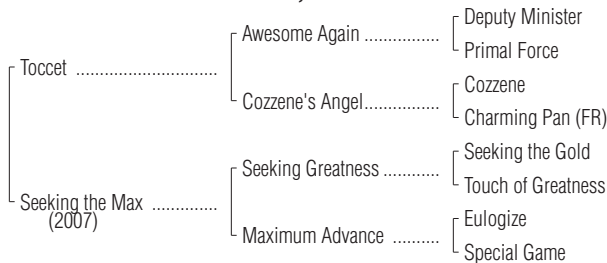 Deputy Minister
Awesome Again ................
Primal Force
Toccet .............................
Cozzene
Cozzene's Angel................
Charming Pan (FR)
Seeking the Gold
Seeking Greatness ............
Touch of Greatness
Seeking the Max .............
(2007)
Eulogize
Maximum Advance ..........
Special Game